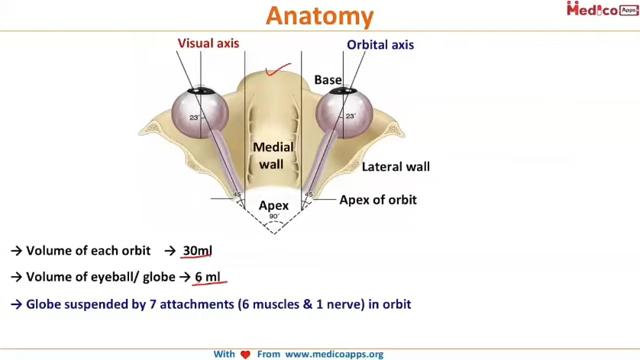 Anatomy
Medico Apps
Visual axis
Orbital axis
Base
23°
23°
Medial
wall
Lateral wall
45°
45°
Apex
Apex of orbit
90°
→ Volume of each orbit → 30ml
→ Volume of eyeball/ globe → 6 ml
→ Globe suspended by 7 attachments (6 muscles & 1 nerve) in orbit
With From www.medicoapps.org